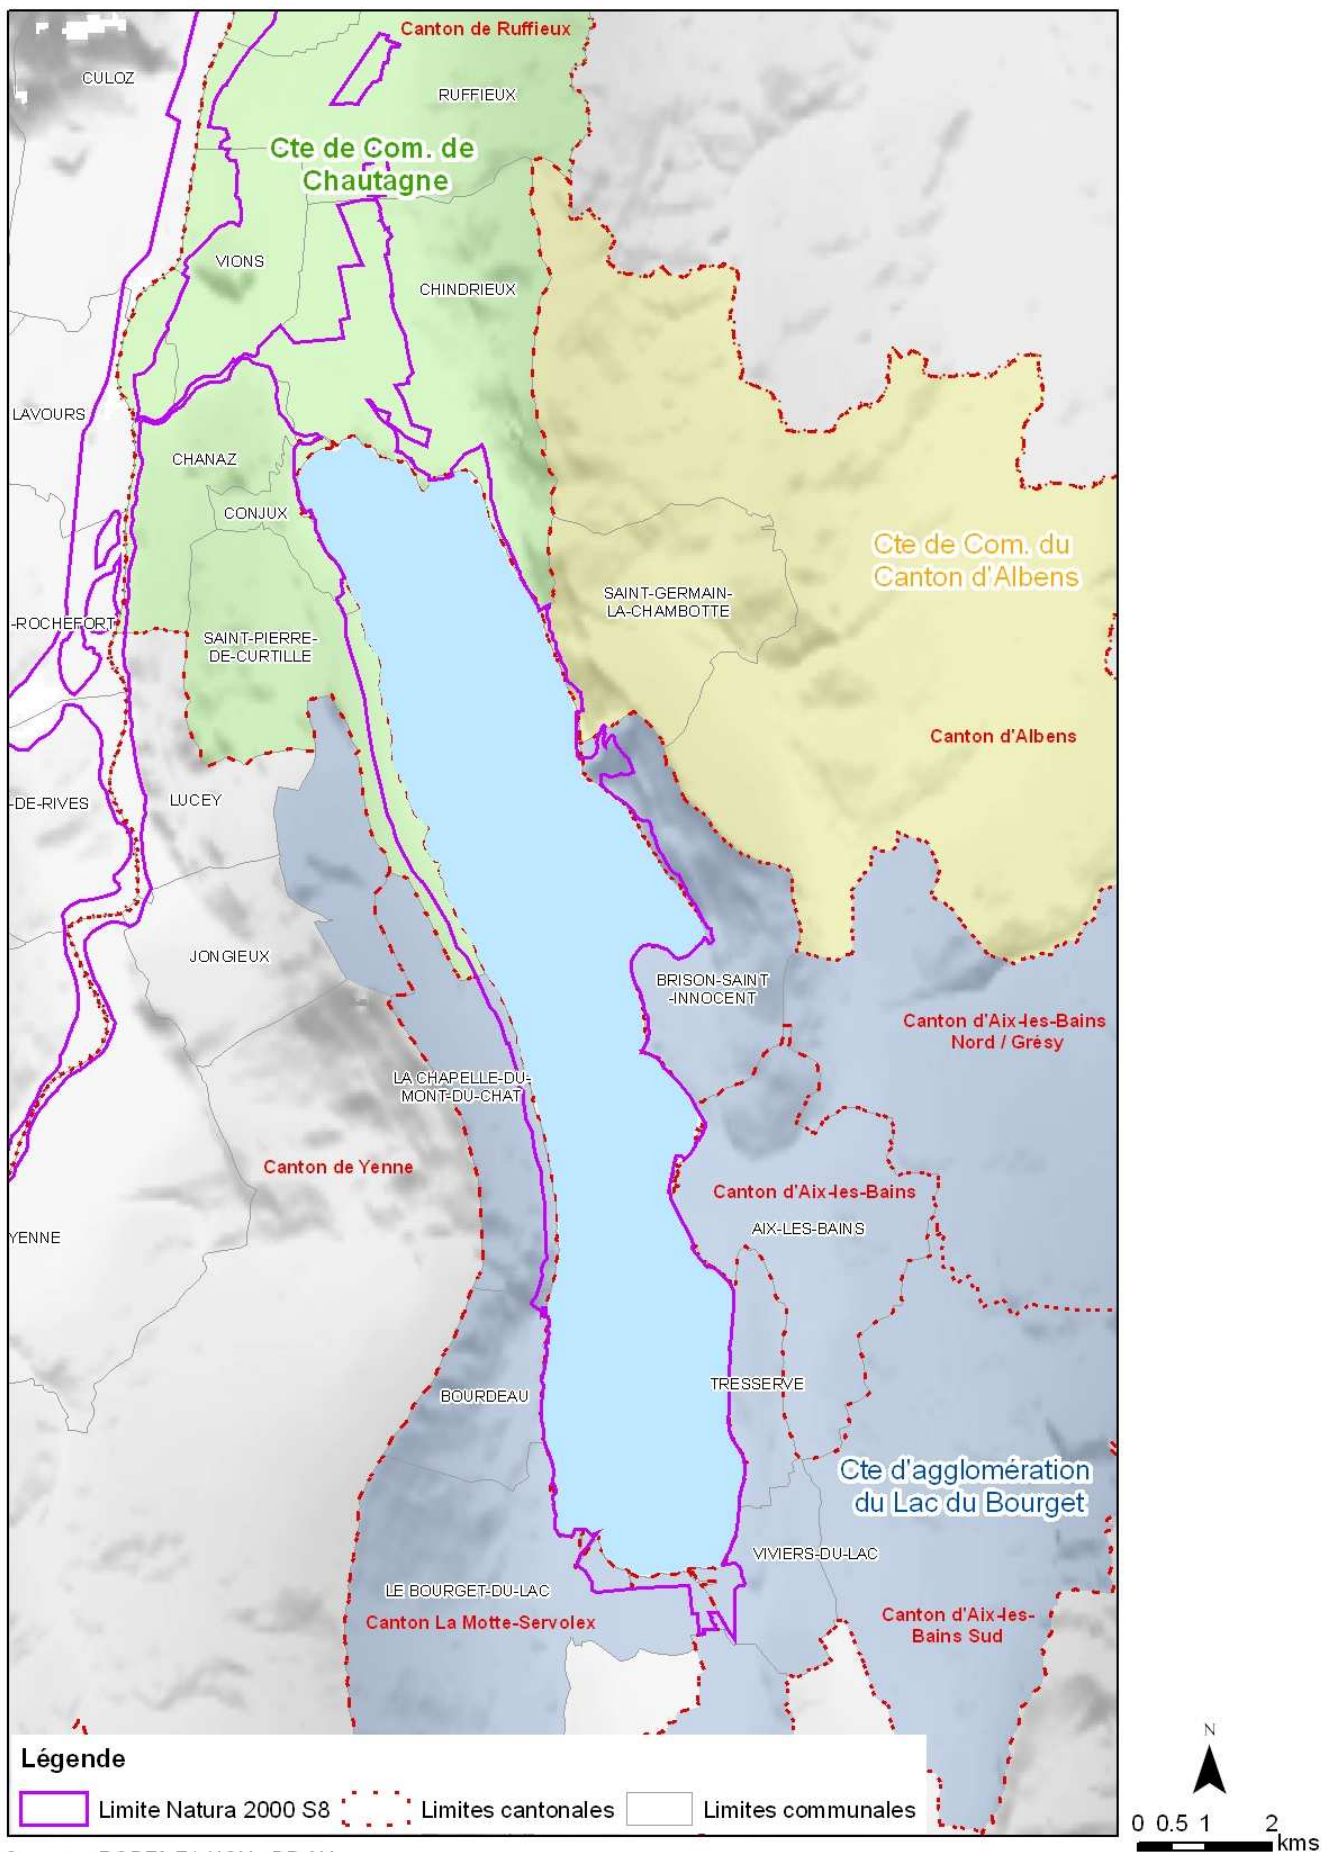 Canton de Ruffieux
CULOZ
RUFFIEUX
Cte de Com. de
Chautagne
VIONS
CHINDRIEUX
LAVOURS
CHANAZ
CONJUX
Cte de Com. du
Canton d'Albens
SAINT-GERMAIN-
LA-CHAMBOTTE
-ROCHEFORT
SAINT-PIERRE-
DE-CURTILLE
Canton d'Albens
-DE-RIVES
LUCEY
JONGIEUX
BRISON-SAINT
-INNOCENT
Canton d'Aix-les-Bains
Nord / Grésy
LA CHAPELLE-DU-
MONT-DU-CHAT
Canton de Yenne
Canton d'Aix-les-Bains
AIX-LES-BAINS
YENNE
TRESSERVE
BOURDEAU
Cte d'agglomération
du Lac du Bourget
VIVIERS-DU-LAC
LE BOURGET-DU-LAC
Canton La Motte-Servolex
Canton d'Aix-les-
Bains Sud
Légende
Limite Natura 2000 S8
Limites cantonales
Limites communales
N
0 0.5 1 2
kms